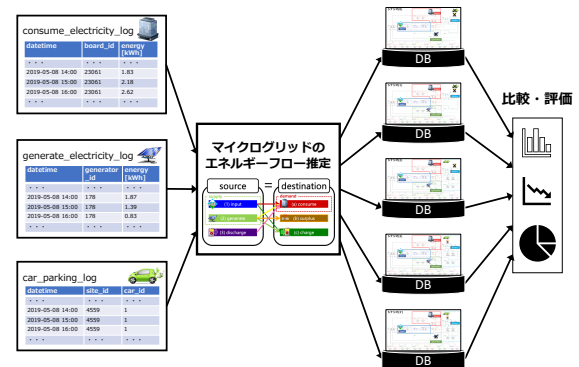 consume_electricity_log
datetime board_id energy [kWh]
・・・ ・・・ ・・・
2019-05-08 14:00 23061 1.83
2019-05-08 15:00 23061 2.18
2019-05-08 16:00 23061 2.62
・・・ ・・・ ・・・
generate_electricity_log
datetime generator_id energy [kWh]
・・・ ・・・ ・・・
2019-05-08 14:00 178 1.87
2019-05-08 15:00 178 1.39
2019-05-08 16:00 178 0.83
・・・ ・・・ ・・・
car_parking_log
datetime site_id car_id
・・・ ・・・ ・・・
2019-05-08 14:00 4559 1
2019-05-08 15:00 4559 1
2019-05-08 16:00 4559 1
・・・ ・・・ ・・・
マイクログリッドの
エネルギーフロー推定
source = destination
demand
(1) input (a) consume
(2) generate (b) surplus
(3) discharge (c) charge
DB
DB
DB
DB
DB
比較・評価